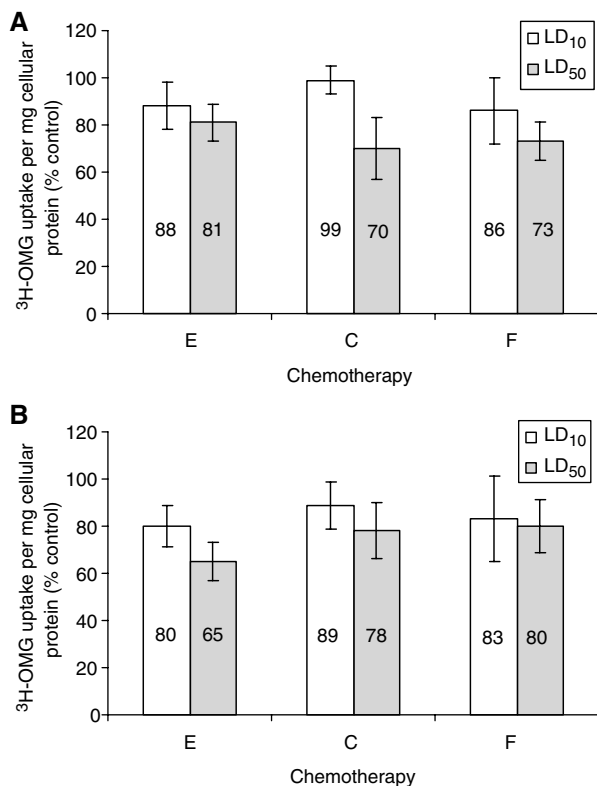 A
LD10
LD50
³H-OMG uptake per mg cellular
protein (% control)
120
100
80
60
40
20
0
88
81
99
70
86
73
E
C
F
Chemotherapy
B
LD10
LD50
³H-OMG uptake per mg cellular
protein (% control)
120
100
80
60
40
20
0
80
65
89
78
83
80
E
C
F
Chemotherapy